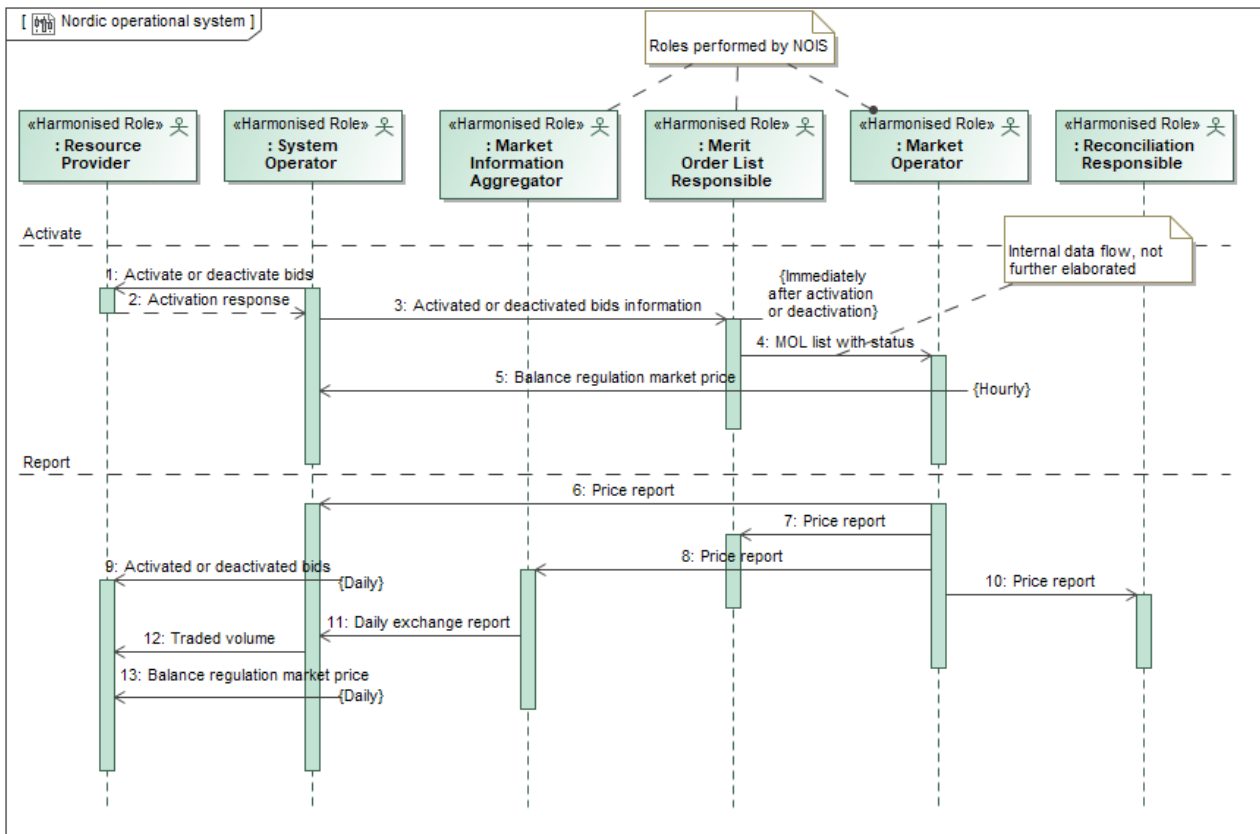 [ Nordic operational system ]
Roles performed by NOIS
«Harmonised Role»
: Resource
Provider
«Harmonised Role»
: System
Operator
«Harmonised Role»
: Market
Information
Aggregator
«Harmonised Role»
: Merit
Order List
Responsible
«Harmonised Role»
: Market
Operator
«Harmonised Role»
: Reconciliation
Responsible
Activate
Internal data flow, not
further elaborated
1: Activate or deactivate bids
2: Activation response
3: Activated or deactivated bids information
{Immediately
after activation
or deactivation}
4: MOL list with status
5: Balance regulation market price
{Hourly}
Report
6: Price report
7: Price report
8: Price report
9: Activated or deactivated bids
{Daily}
10: Price report
11: Daily exchange report
12: Traded volume
13: Balance regulation market price
{Daily}